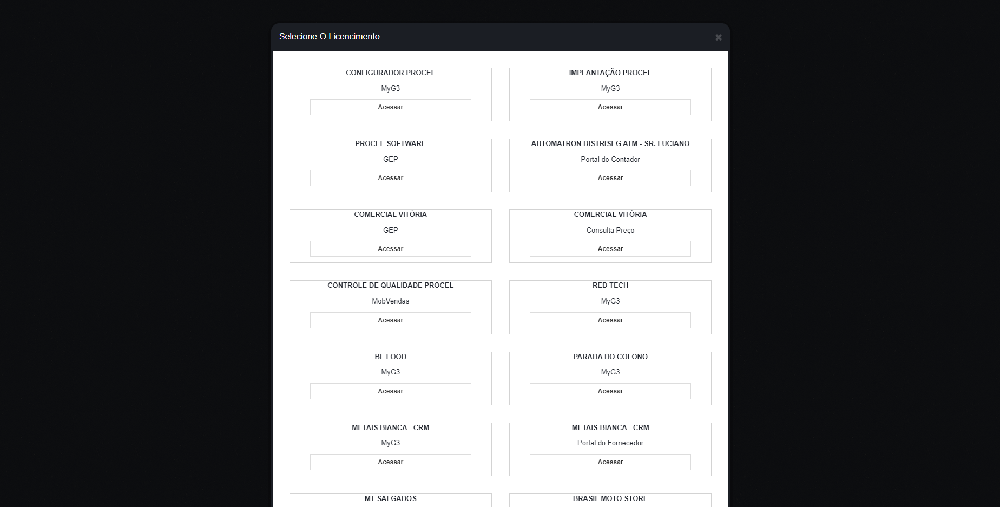 Selecione O Licencimento
CONFIGURADOR PROCEL
MyG3
Acessar
IMPLANTAÇÃO PROCEL
MyG3
Acessar
PROCEL SOFTWARE
GEP
Acessar
AUTOMATRON DISTRISEG ATM - SR. LUCIANO
Portal do Contador
Acessar
COMERCIAL VITÓRIA
GEP
Acessar
COMERCIAL VITÓRIA
Consulta Preço
Acessar
CONTROLE DE QUALIDADE PROCEL
MobVendas
Acessar
RED TECH
MyG3
Acessar
BF FOOD
MyG3
Acessar
PARADA DO COLONO
MyG3
Acessar
METAIS BIANCA - CRM
MyG3
Acessar
METAIS BIANCA - CRM
Portal do Fornecedor
Acessar
MT SALGADOS
BRASIL MOTO STORE